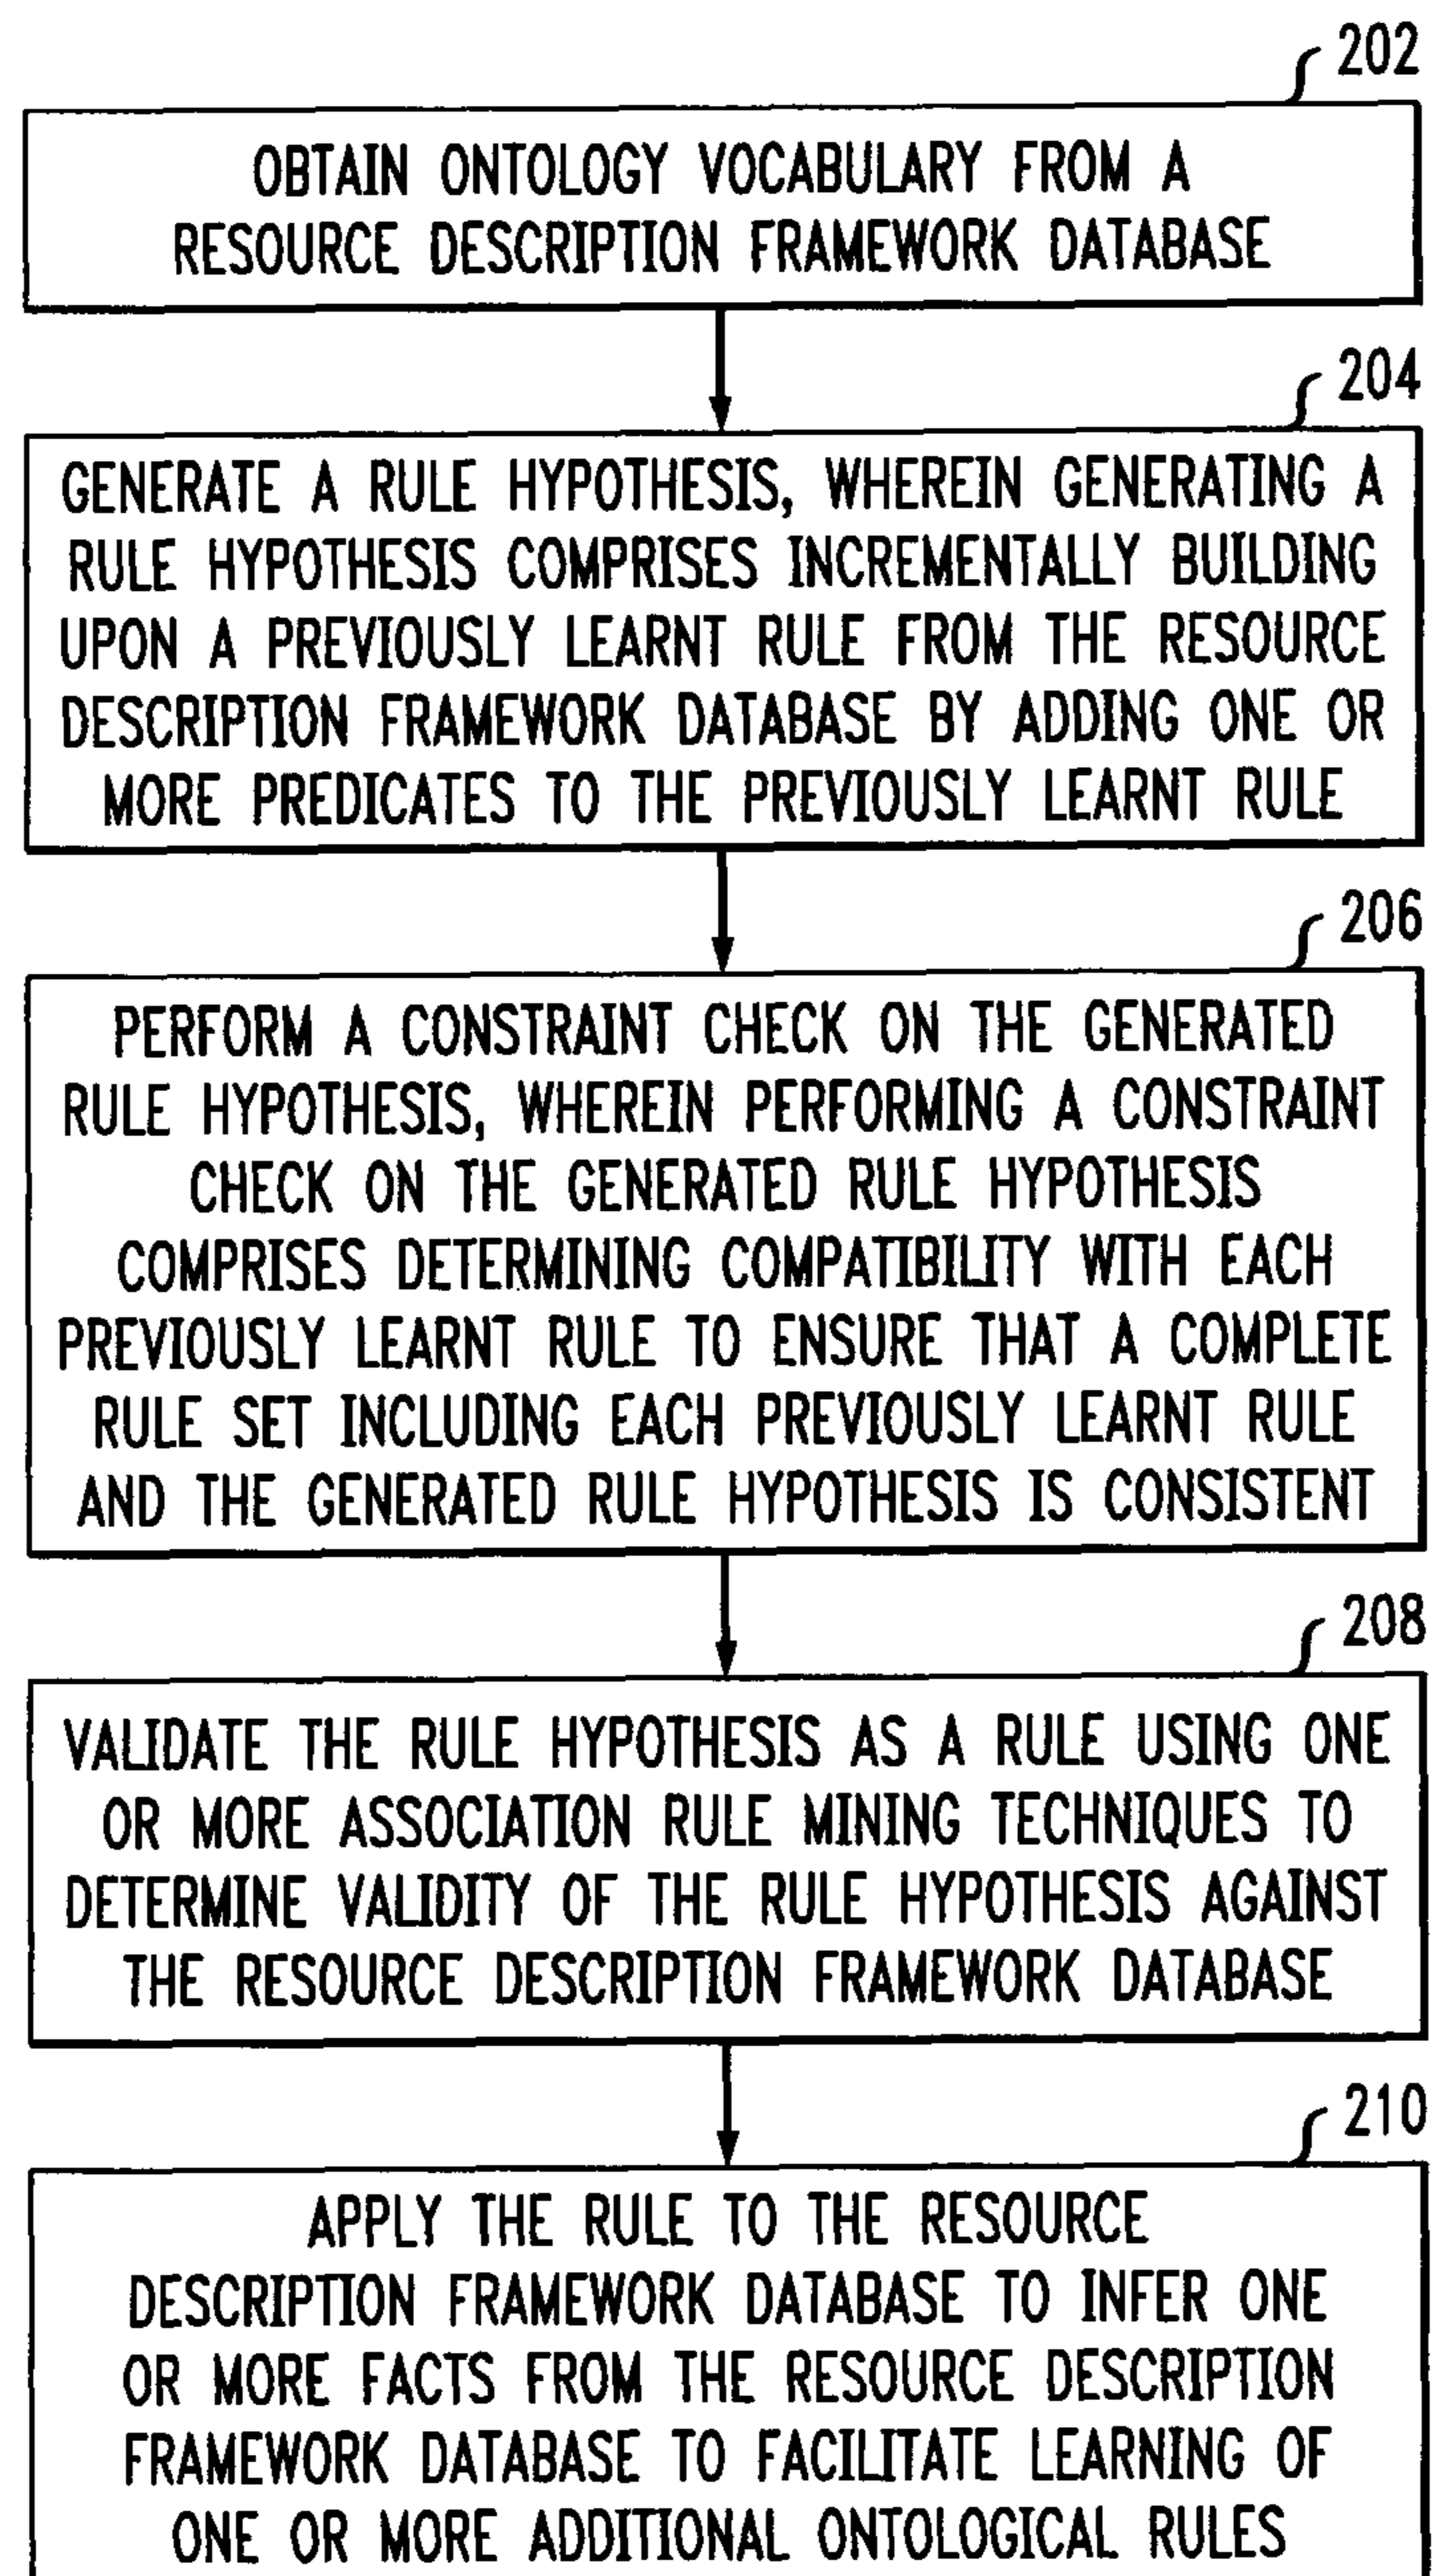 202
OBTAIN ONTOLOGY VOCABULARY FROM A
RESOURCE DESCRIPTION FRAMEWORK DATABASE
204
GENERATE A RULE HYPOTHESIS, WHEREIN GENERATING A
RULE HYPOTHESIS COMPRISES INCREMENTALLY BUILDING
UPON A PREVIOUSLY LEARNT RULE FROM THE RESOURCE
DESCRIPTION FRAMEWORK DATABASE BY ADDING ONE OR
MORE PREDICATES TO THE PREVIOUSLY LEARNT RULE
206
PERFORM A CONSTRAINT CHECK ON THE GENERATED
RULE HYPOTHESIS, WHEREIN PERFORMING A CONSTRAINT
CHECK ON THE GENERATED RULE HYPOTHESIS
COMPRISES DETERMINING COMPATIBILITY WITH EACH
PREVIOUSLY LEARNT RULE TO ENSURE THAT A COMPLETE
RULE SET INCLUDING EACH PREVIOUSLY LEARNT RULE
AND THE GENERATED RULE HYPOTHESIS IS CONSISTENT
208
VALIDATE THE RULE HYPOTHESIS AS A RULE USING ONE
OR MORE ASSOCIATION RULE MINING TECHNIQUES TO
DETERMINE VALIDITY OF THE RULE HYPOTHESIS AGAINST
THE RESOURCE DESCRIPTION FRAMEWORK DATABASE
210
APPLY THE RULE TO THE RESOURCE
DESCRIPTION FRAMEWORK DATABASE TO INFER ONE
OR MORE FACTS FROM THE RESOURCE DESCRIPTION
FRAMEWORK DATABASE TO FACILITATE LEARNING OF
ONE OR MORE ADDITIONAL ONTOLOGICAL RULES